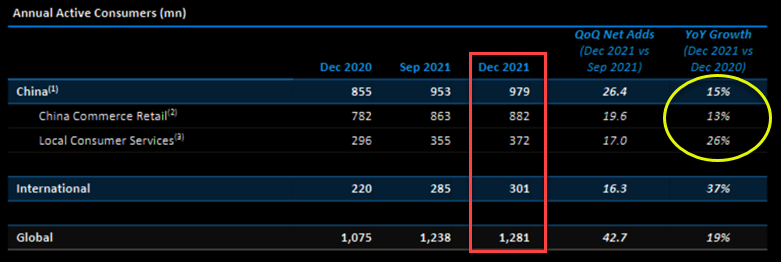 Annual Active Consumers (mn)
QoQ Net Adds YoY Growth
(Dec 2021 vs (Dec 2021 vs
Dec 2020 Sep 2021 Dec 2021 Sep 2021) Dec 2020)
China(1) 855 953 979 26.4 15%
China Commerce Retail(2) 782 863 882 19.6 13%
Local Consumer Services(3) 296 355 372 17.0 26%
International 220 285 301 16.3 37%
Global 1,075 1,238 1,281 42.7 19%